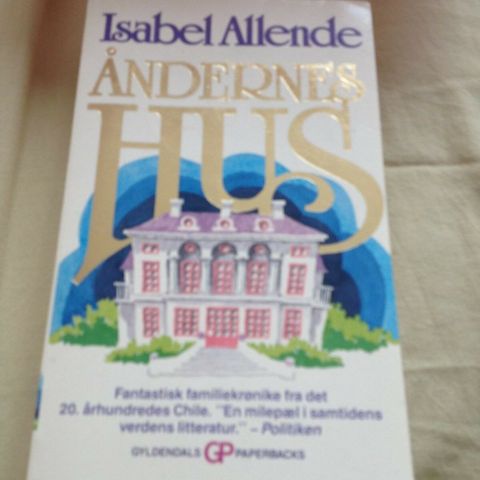 Isabel Allende
ÅNDERNES
HUS
Fantastisk familiekrønike fra det
20. århundredes Chile. "En milepæl i samtidens
verdens litteratur." – Politiken
GYLDENDALS GP PAPERBACKS